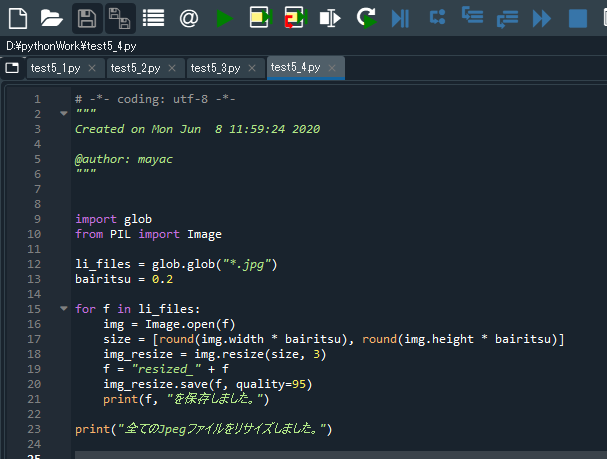 D:¥pythonWork¥test5_4.py
test5_1.py test5_2.py test5_3.py test5_4.py
1 # -*- coding: utf-8 -*-
2 """
3 Created on Mon Jun  8 11:59:24 2020
4
5 @author: mayac
6 """
7
8
9 import glob
10 from PIL import Image
11
12 li_files = glob.glob("*.jpg")
13 bairitsu = 0.2
14
15 for f in li_files:
16     img = Image.open(f)
17     size = [round(img.width * bairitsu), round(img.height * bairitsu)]
18     img_resize = img.resize(size, 3)
19     f = "resized_" + f
20     img_resize.save(f, quality=95)
21     print(f, "を保存しました。")
22
23 print("全てのJpegファイルをリサイズしました。")
24
25